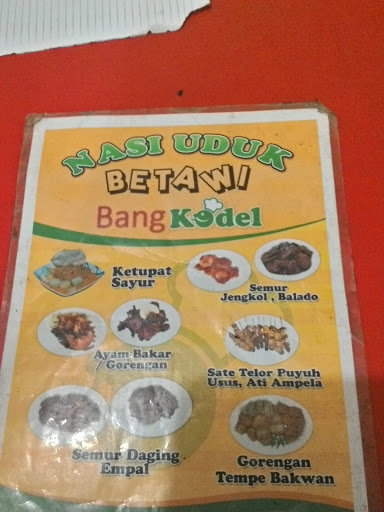 NASI UDUK
BETAWI
Bang Kedel
Ketupat
Sayur
Semur
Jengkol , Balado
Ayam Bakar
/ Gorengan
Sate Telor Puyuh
Usus, Ati Ampela
Semur Daging
Empal
Gorengan
Tempe Bakwan